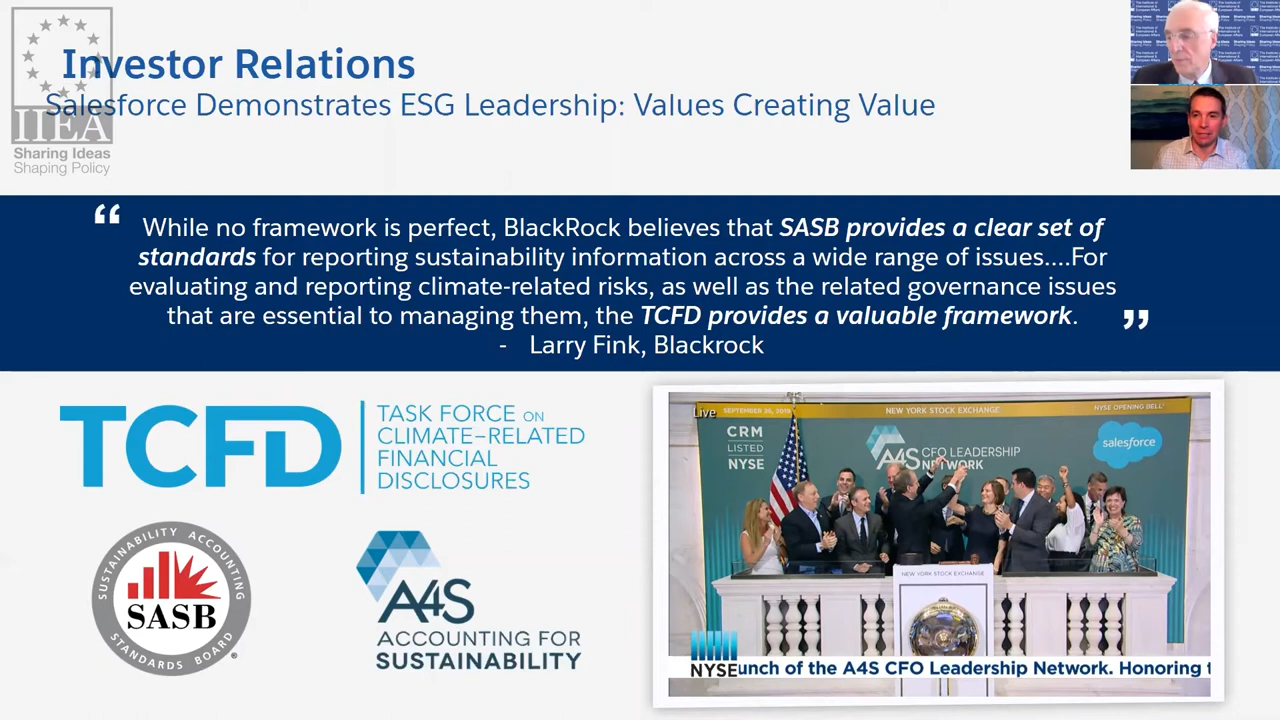 Investor Relations
Salesforce Demonstrates ESG Leadership: Values Creating Value
IIEA
Sharing Ideas
Shaping Policy
“ While no framework is perfect, BlackRock believes that SASB provides a clear set of
standards for reporting sustainability information across a wide range of issues....For
evaluating and reporting climate-related risks, as well as the related governance issues
that are essential to managing them, the TCFD provides a valuable framework. ”
- Larry Fink, Blackrock
TCFD
TASK FORCE ON
CLIMATE–RELATED
FINANCIAL
DISCLOSURES
SUSTAINABILITY ACCOUNTING
SASB
STANDARDS BOARD
A4S
ACCOUNTING FOR
SUSTAINABILITY
Live
NEW YORK STOCK EXCHANGE
NYSE OPENING BELL
CRM
LISTED
NYSE
A4S CFO LEADERSHIP
NETWORK
salesforce
NEW YORK STOCK EXCHANGE
NYSE
unch of the A4S CFO Leadership Network. Honoring